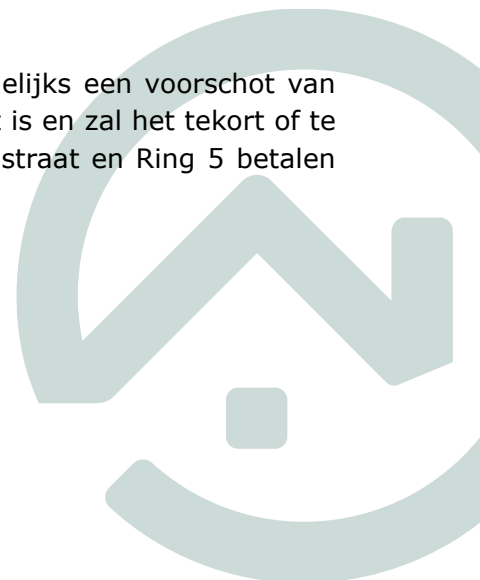 elijks een voorschot van
is en zal het tekort of te
straat en Ring 5 betalen